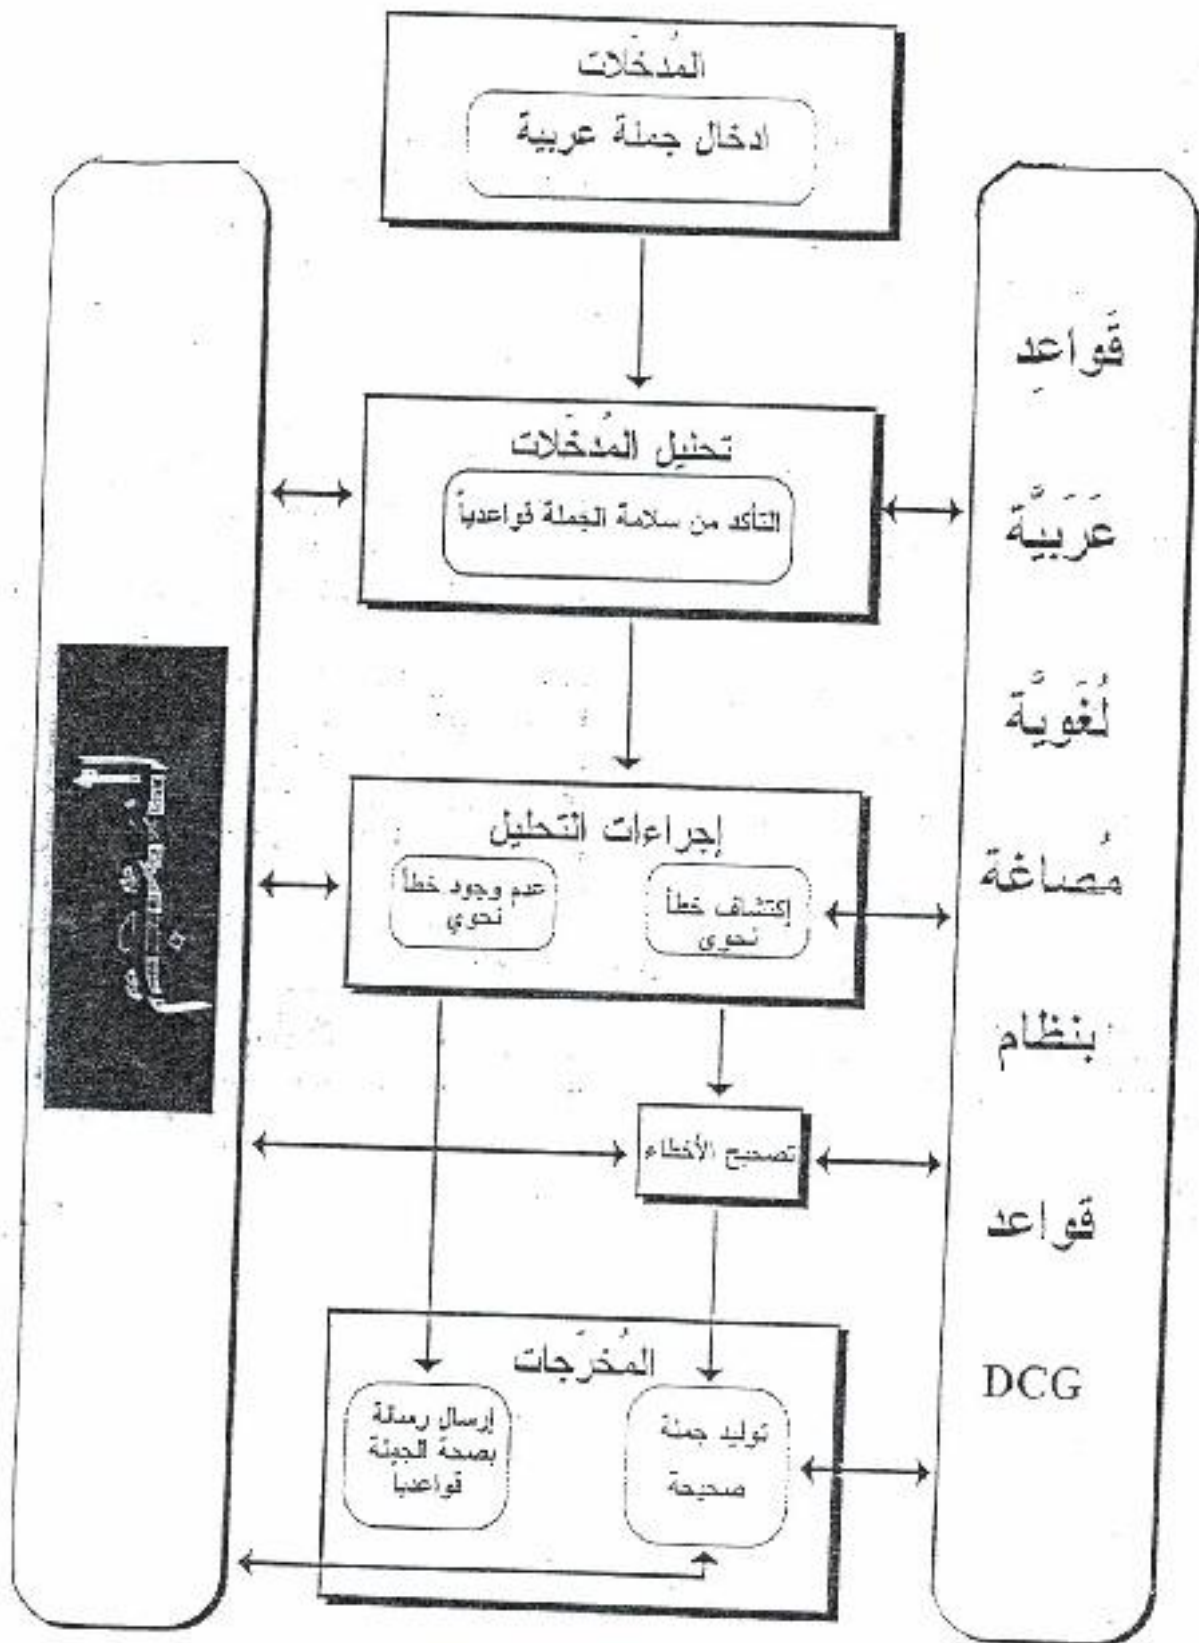 المُدخَلات
ادخال جملة عربية
تحليل المُدخَلات
التأكد من سلامة الجملة قواعدياً
إجراءات التحليل
إكتشاف خطأ
نحوي
عدم وجود خطأ
نحوي
تصحيح الأخطاء
المُخرَجات
توليد جملة
صحيحة
إرسال رسالة
بصحة الجملة
قواعدياً
قَواعِد
عَرَبيَّة
لُغَويَّة
مُصاغة
بنظام
قواعد
DCG